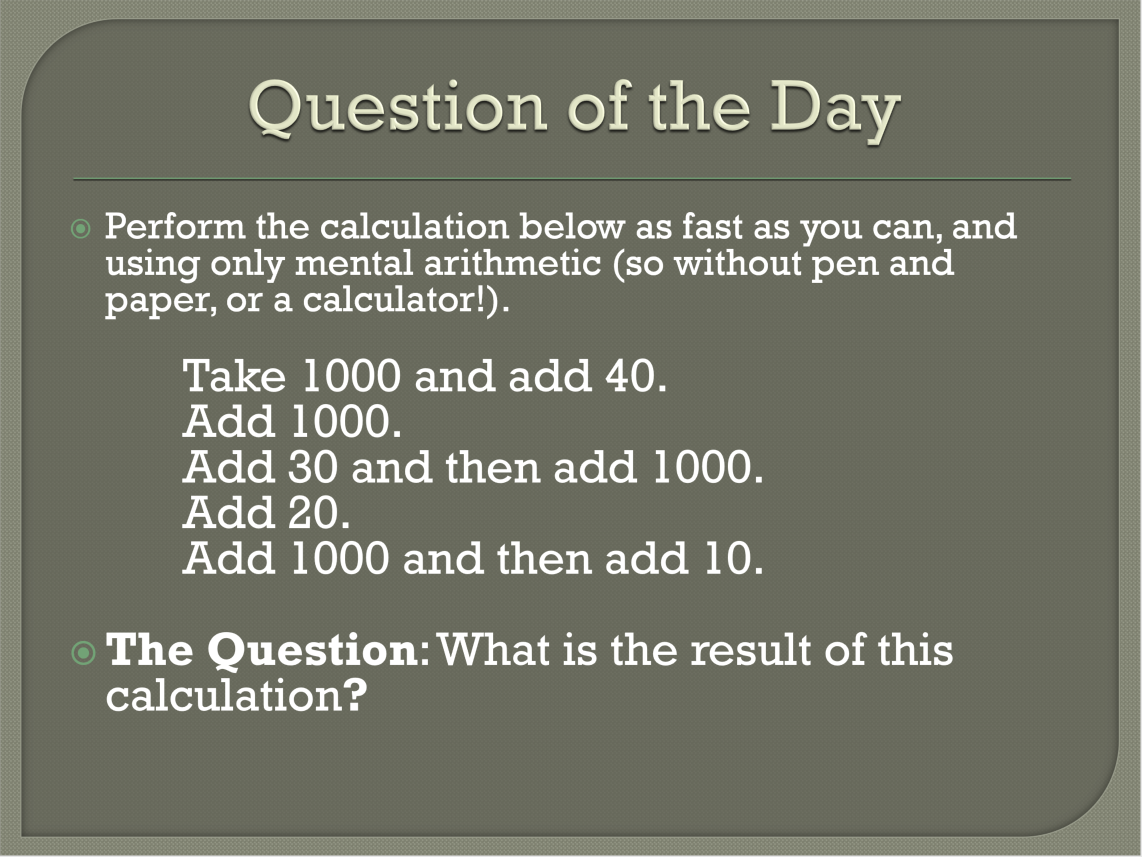 Question of the Day
Perform the calculation below as fast as you can, and
using only mental arithmetic (so without pen and
paper, or a calculator!).
Take 1000 and add 40.
Add 1000.
Add 30 and then add 1000.
Add 20.
Add 1000 and then add 10.
The Question: What is the result of this
calculation?